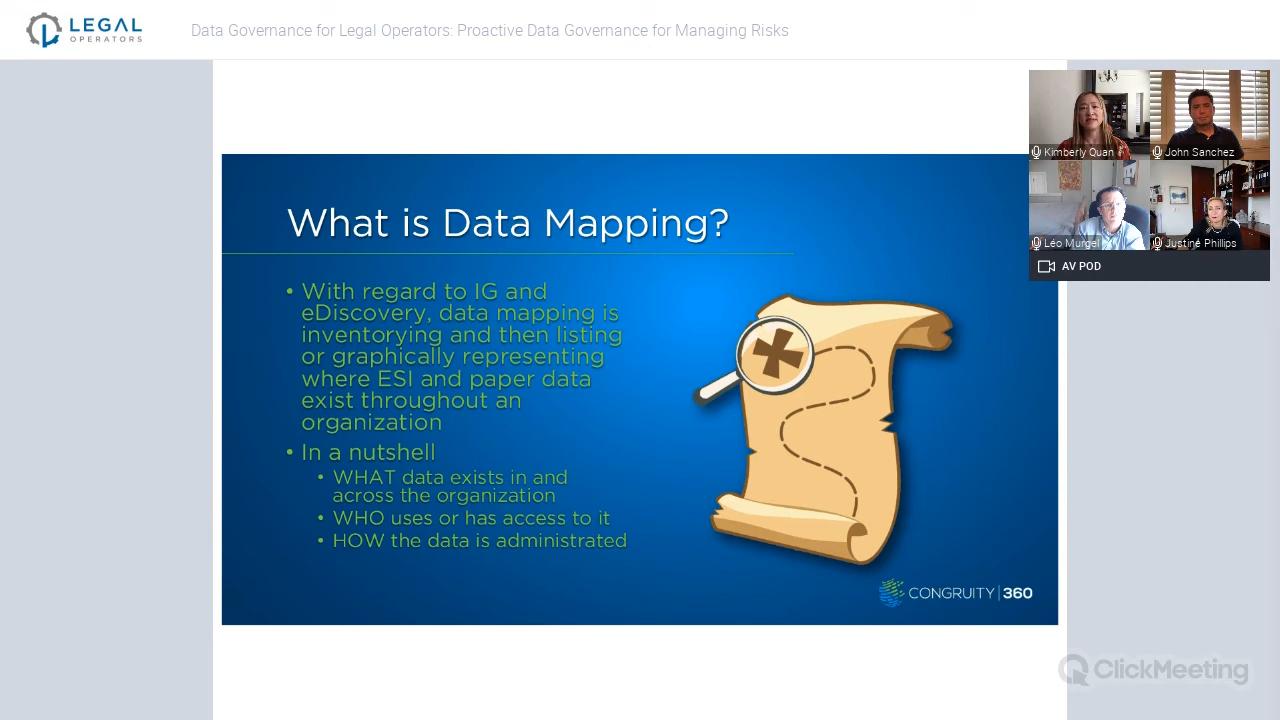 LEGAL
OPERATORS
Data Governance for Legal Operators: Proactive Data Governance for Managing Risks
Kimberly Quan
John Sanchez
Léo Murgel
Justine Phillips
AV POD
What is Data Mapping?
• With regard to IG and
eDiscovery, data mapping is
inventorying and then listing
or graphically representing
where ESI and paper data
exist throughout an
organization
• In a nutshell
• WHAT data exists in and
across the organization
• WHO uses or has access to it
• HOW the data is administrated
CONGRUITY|360
ClickMeeting